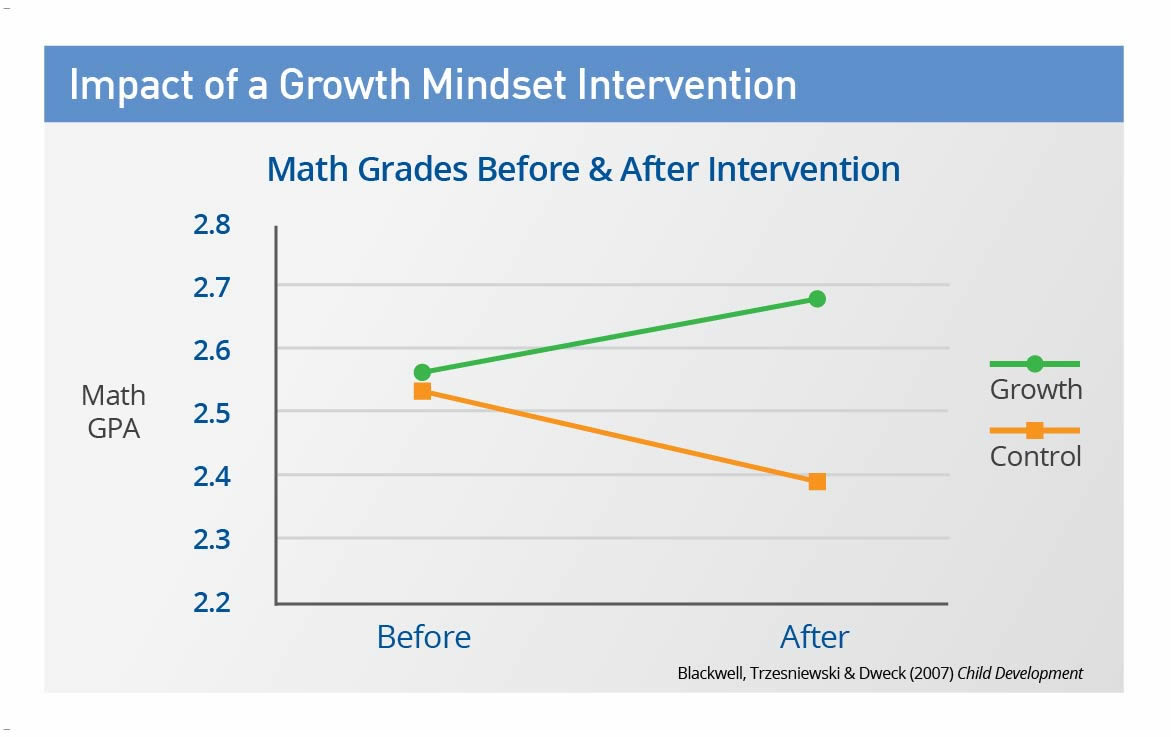 Impact of a Growth Mindset Intervention
Math Grades Before & After Intervention
2.8
2.7
2.6
2.5
2.4
2.3
2.2
Math
GPA
Before
After
Growth
Control
Blackwell, Trzesniewski & Dweck (2007) Child Development